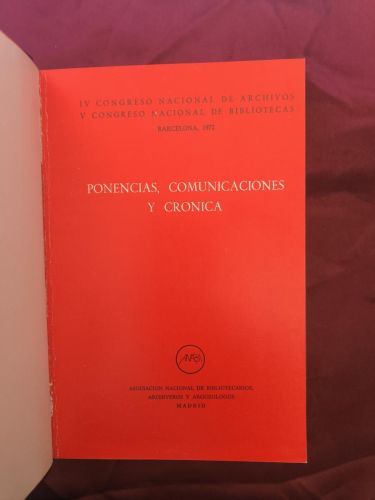 IV CONGRESO NACIONAL DE ARCHIVOS
V CONGRESO NACIONAL DE BIBLIOTECAS
BARCELONA, 1972
PONENCIAS, COMUNICACIONES
Y CRONICA
ASOCIACION NACIONAL DE BIBLIOTECARIOS,
ARCHIVEROS Y ARQUEOLOGOS
MADRID